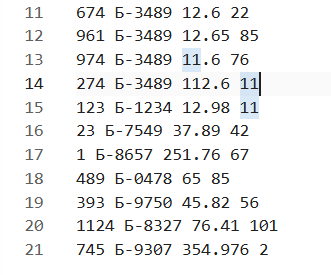 11 674 Б-3489 12.6 22
12 961 Б-3489 12.65 85
13 974 Б-3489 11.6 76
14 274 Б-3489 112.6 11
15 123 Б-1234 12.98 11
16 23 Б-7549 37.89 42
17 1 Б-8657 251.76 67
18 489 Б-0478 65 85
19 393 Б-9750 45.82 56
20 1124 Б-8327 76.41 101
21 745 Б-9307 354.976 2